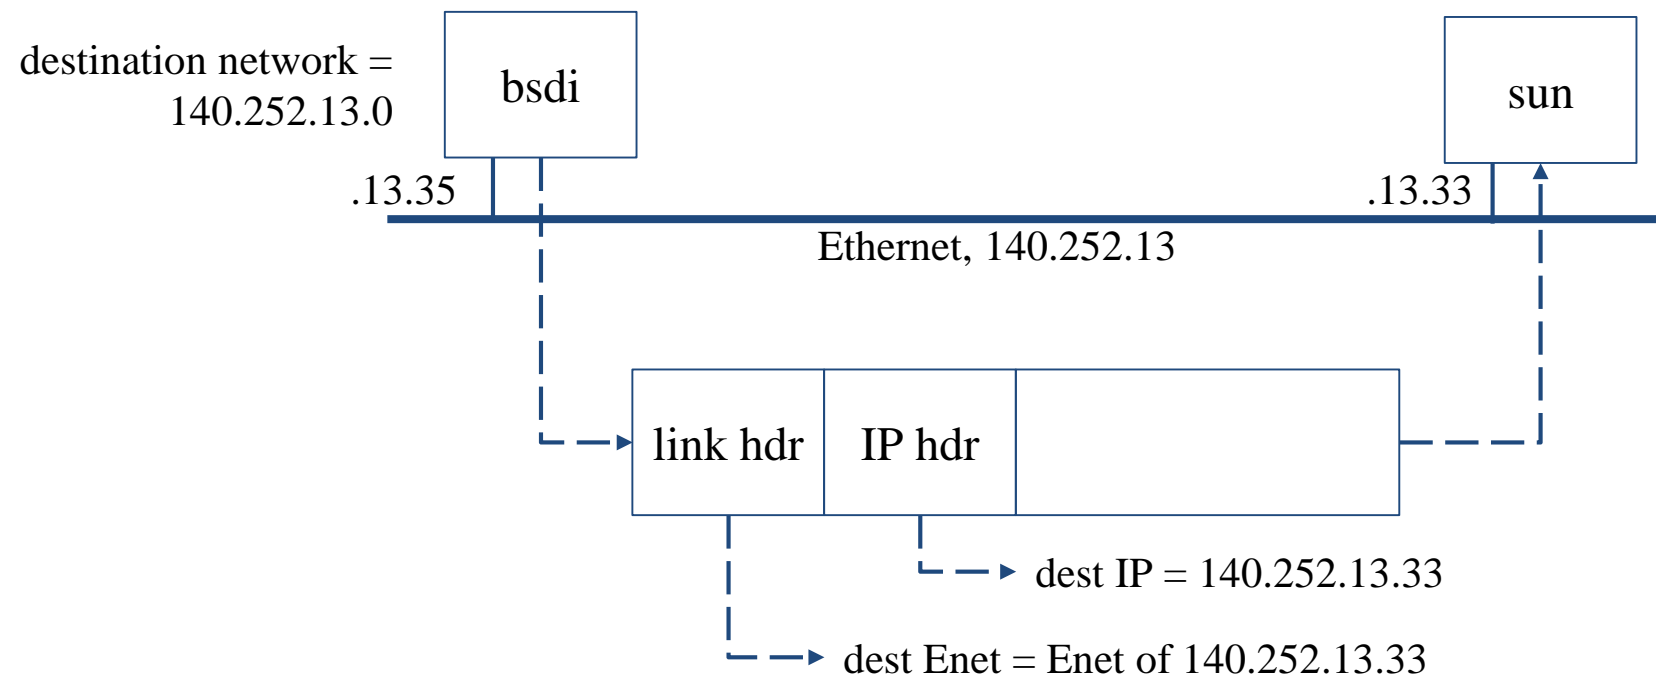 destination network =
140.252.13.0
bsdi
sun
.13.35
.13.33
Ethernet, 140.252.13
link hdr
IP hdr
dest IP = 140.252.13.33
dest Enet = Enet of 140.252.13.33